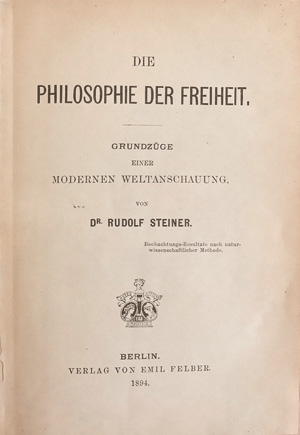 DIE
PHILOSOPHIE DER FREIHEIT.
GRUNDZÜGE
EINER
MODERNEN WELTANSCHAUUNG.
VON
DR. RUDOLF STEINER.
Beobachtungs-Resultate nach natur-
wissenschaftlicher Methode.
BERLIN.
VERLAG VON EMIL FELBER.
1894.